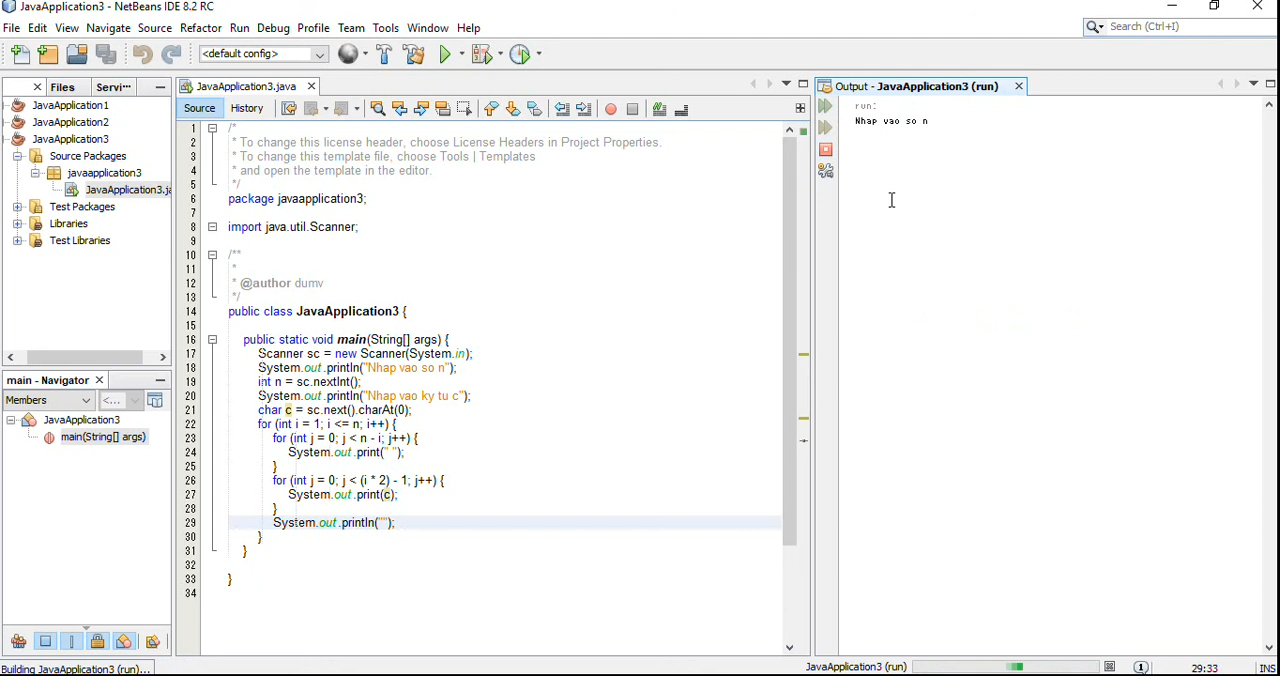 JavaApplication3 - NetBeans IDE 8.2 RC
File Edit View Navigate Source Refactor Run Debug Profile Team Tools Window Help
Search (Ctrl+I)
<default config>
Files Servi...
JavaApplication1
JavaApplication2
JavaApplication3
Source Packages
javaapplication3
JavaApplication3.ja
Test Packages
Libraries
Test Libraries
main - Navigator
Members <...
JavaApplication3
main(String[] args)
JavaApplication3.java
Source History
1 /*
2 * To change this license header, choose License Headers in Project Properties.
3 * To change this template file, choose Tools | Templates
4 * and open the template in the editor.
5 */
6 package javaapplication3;
7
8 import java.util.Scanner;
9
10 /**
11 *
12 * @author dumv
13 */
14 public class JavaApplication3 {
15
16 public static void main(String[] args) {
17 Scanner sc = new Scanner(System.in);
18 System.out.println("Nhap vao so n");
19 int n = sc.nextInt();
20 System.out.println("Nhap vao ky tu c");
21 char c = sc.next().charAt(0);
22 for (int i = 1; i <= n; i++) {
23 for (int j = 0; j < n - i; j++) {
24 System.out.print(" ");
25 }
26 for (int j = 0; j < (i * 2) - 1; j++) {
27 System.out.print(c);
28 }
29 System.out.println("");
30 }
31 }
32
33 }
34
Output - JavaApplication3 (run)
run:
Nhap vao so n
Building JavaApplication3 (run)...
JavaApplication3 (run)
1
29:33
INS